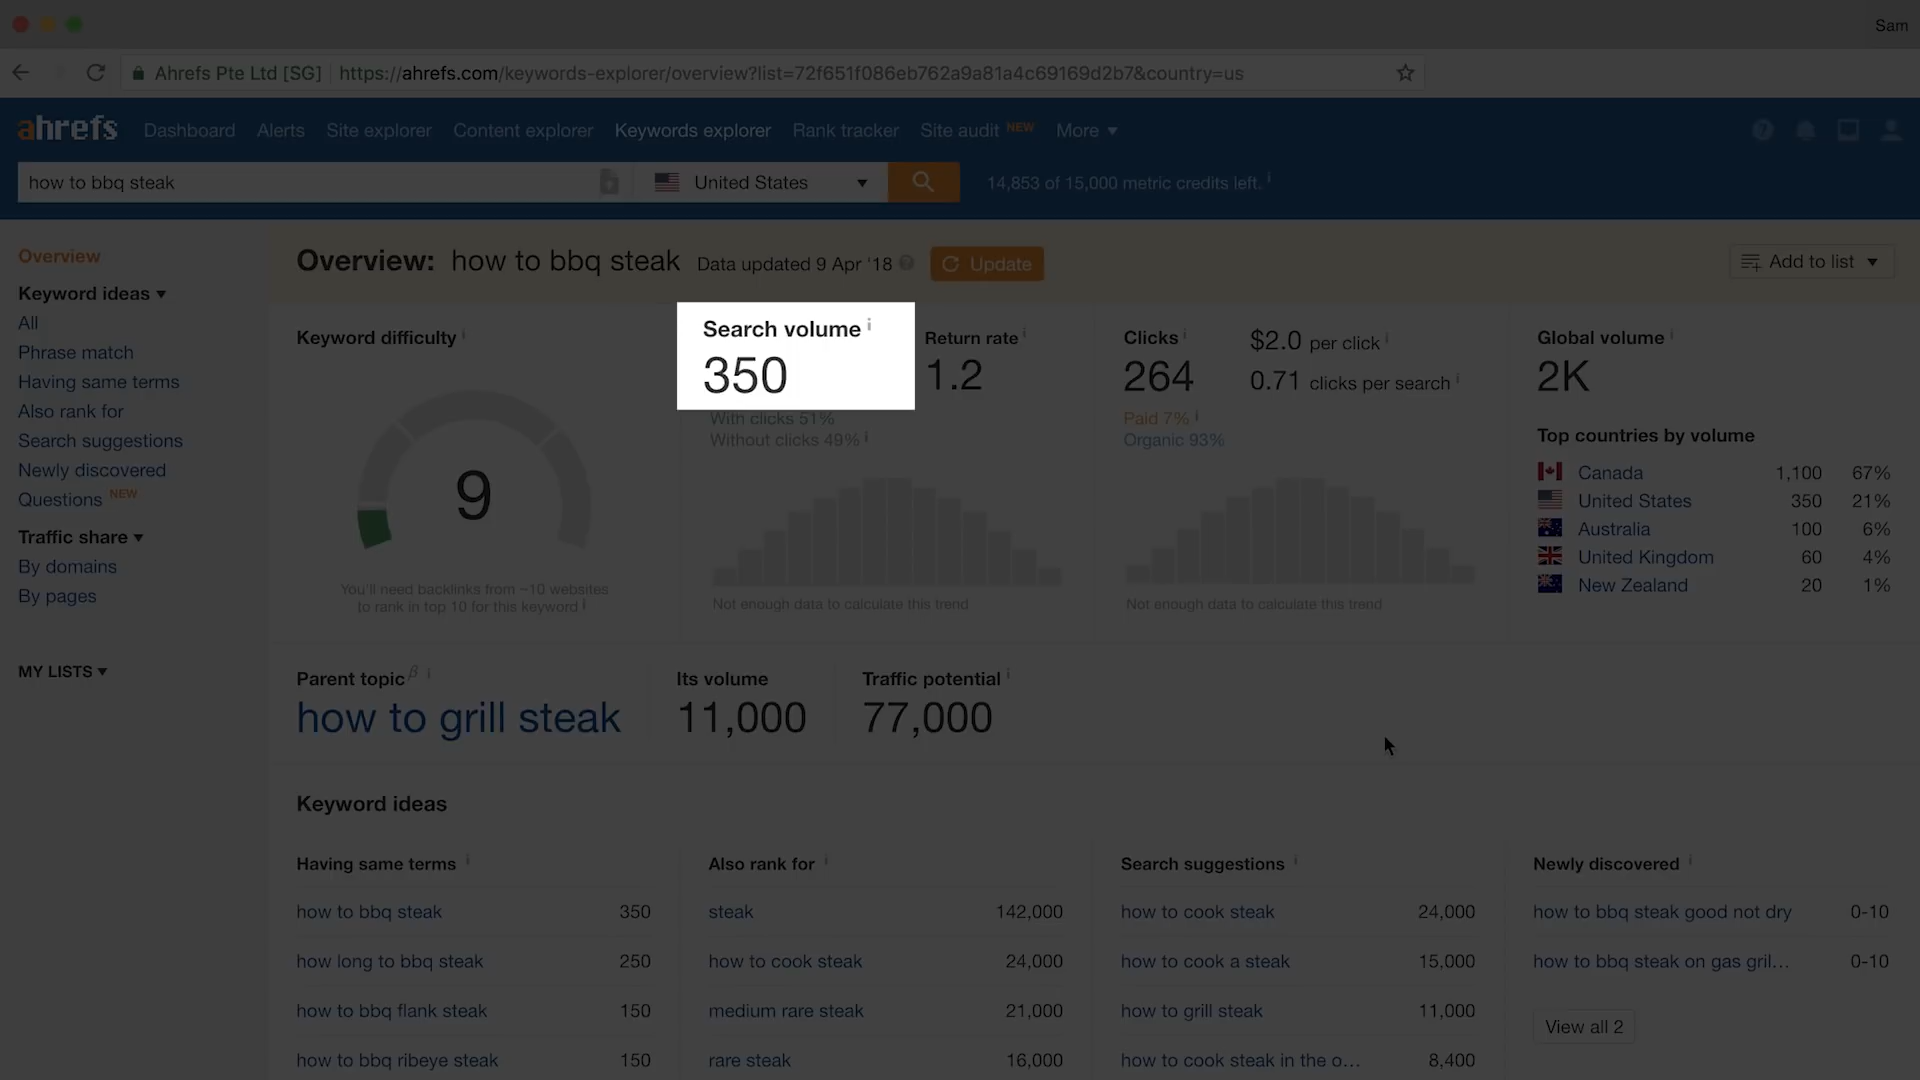 Sam
Ahrefs Pte Ltd [SG] https://ahrefs.com/keywords-explorer/overview?list=72f651f086eb762a9a81a4c69169d2b7&country=us
ahrefs Dashboard Alerts Site explorer Content explorer Keywords explorer Rank tracker Site audit NEW More
how to bbq steak United States 14,853 of 15,000 metric credits left.
Overview
Keyword ideas
All
Phrase match
Having same terms
Also rank for
Search suggestions
Newly discovered
Questions NEW
Traffic share
By domains
By pages
MY LISTS
Overview: how to bbq steak Data updated 9 Apr '18 Update Add to list
Keyword difficulty
9
You'll need backlinks from ~10 websites
to rank in top 10 for this keyword
Search volume
350
With clicks 51%
Without clicks 49%
Not enough data to calculate this trend
Return rate
1.2
Clicks
264
$2.0 per click
0.71 clicks per search
Paid 7%
Organic 93%
Not enough data to calculate this trend
Global volume
2K
Top countries by volume
Canada 1,100 67%
United States 350 21%
Australia 100 6%
United Kingdom 60 4%
New Zealand 20 1%
Parent topic β
how to grill steak
Its volume
11,000
Traffic potential
77,000
Keyword ideas
Having same terms
how to bbq steak 350
how long to bbq steak 250
how to bbq flank steak 150
how to bbq ribeye steak 150
Also rank for
steak 142,000
how to cook steak 24,000
medium rare steak 21,000
rare steak 16,000
Search suggestions
how to cook steak 24,000
how to cook a steak 15,000
how to grill steak 11,000
how to cook steak in the o... 8,400
Newly discovered
how to bbq steak good not dry 0-10
how to bbq steak on gas gril... 0-10
View all 2